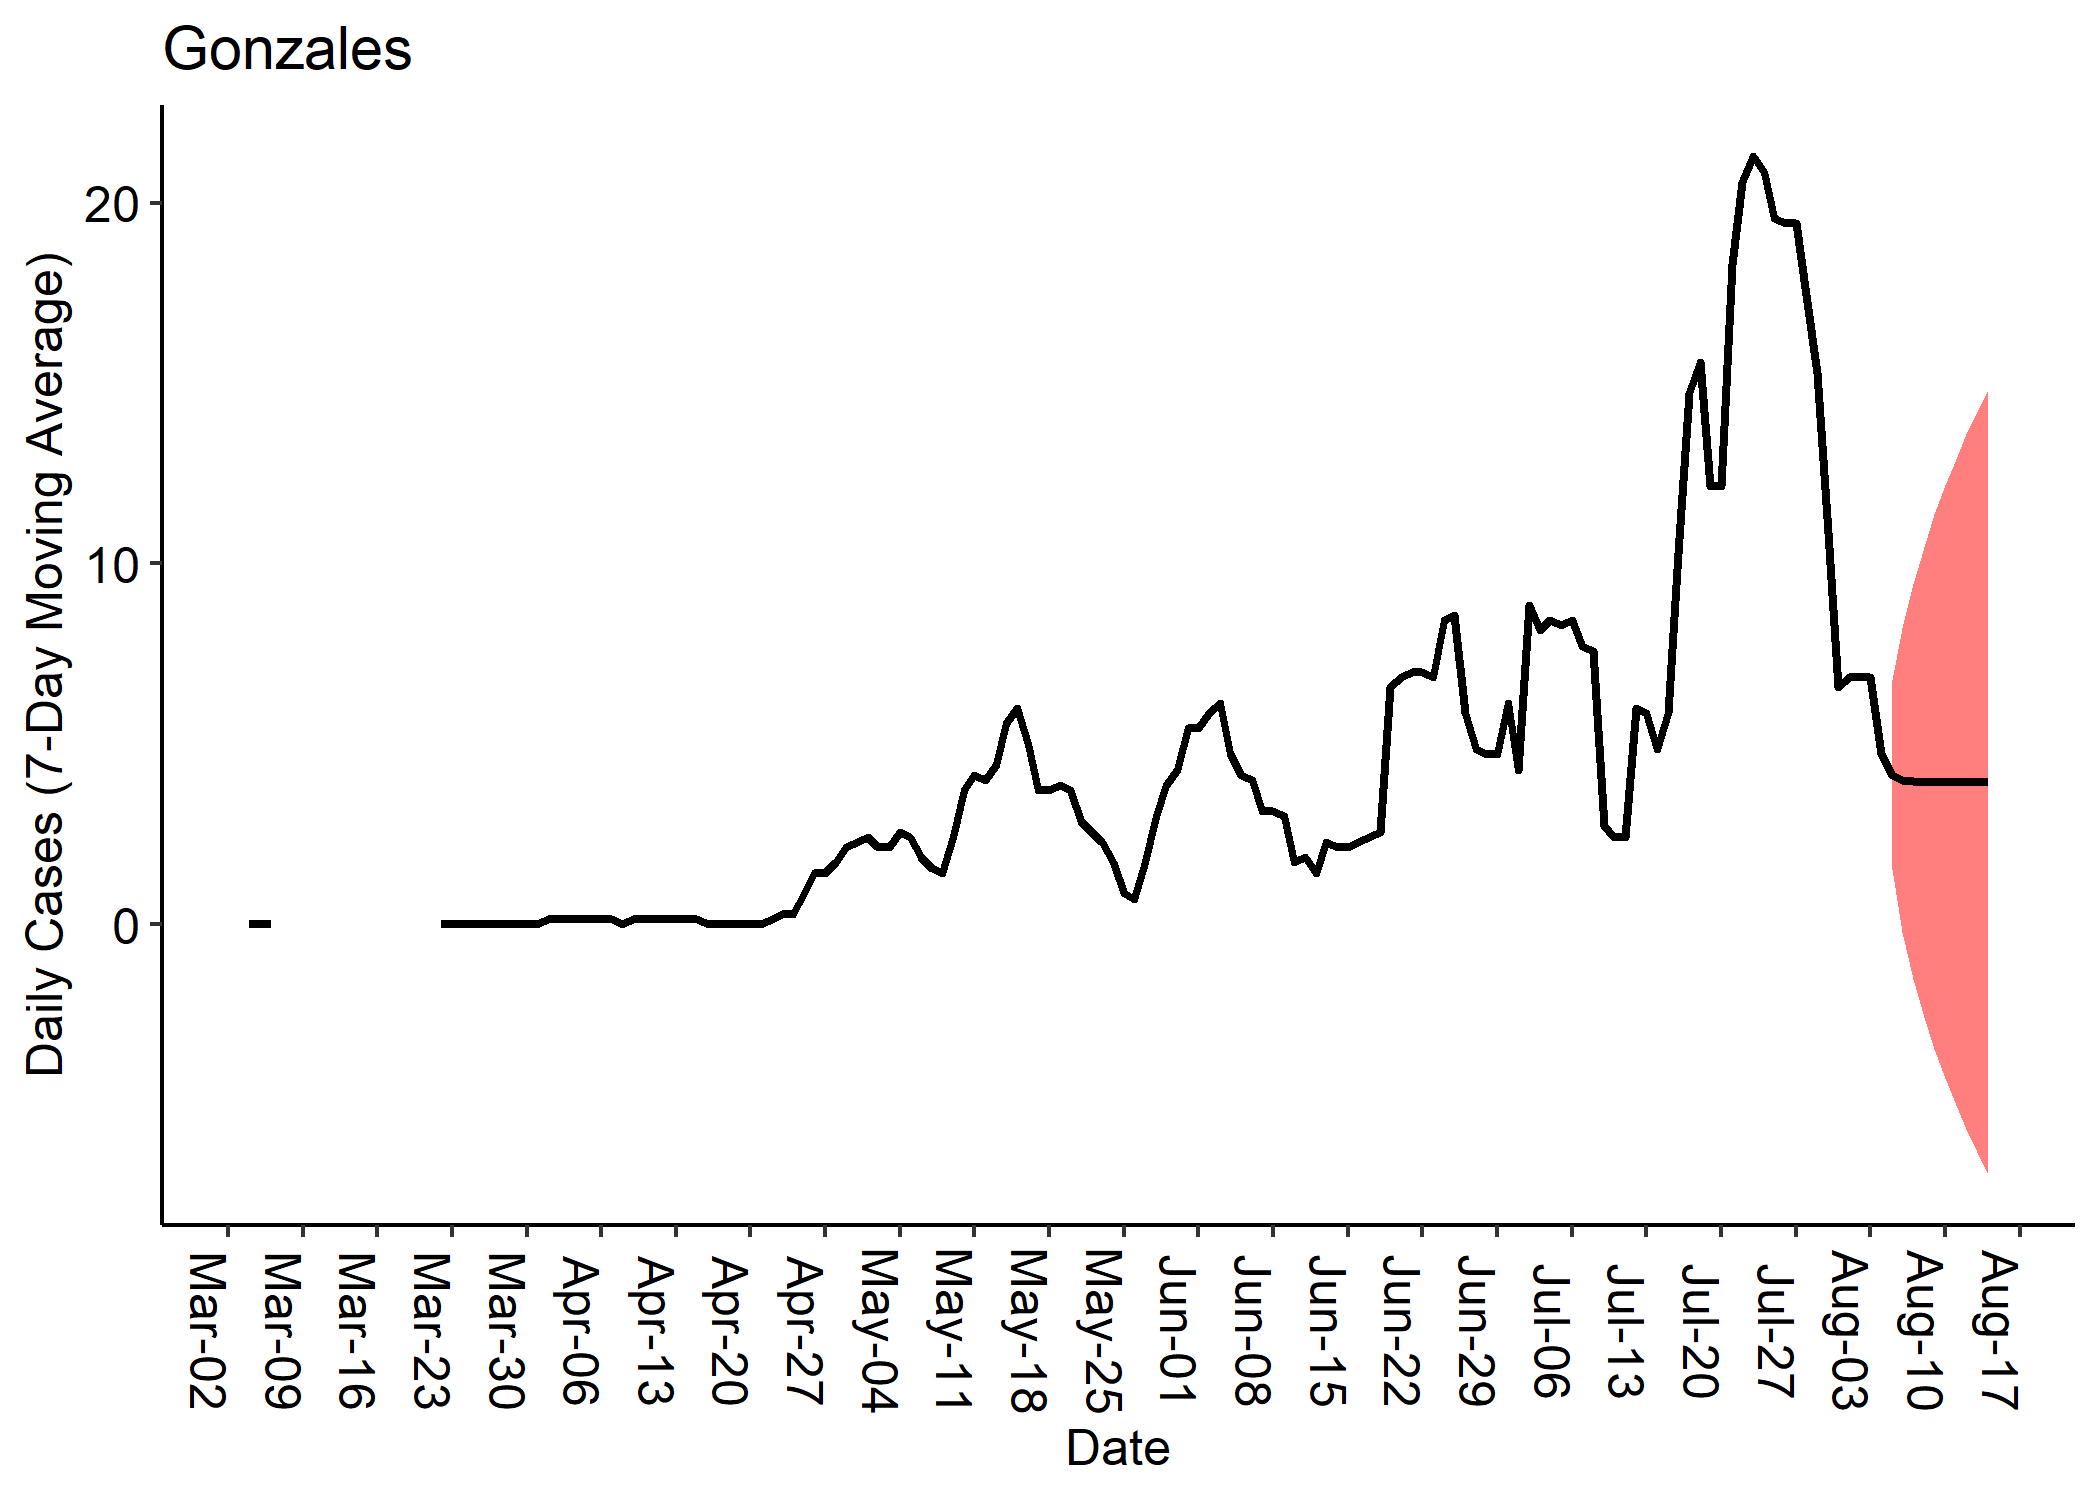 Gonzales
Daily Cases (7-Day Moving Average)
20
10
0
Mar-02
Mar-09
Mar-16
Mar-23
Mar-30
Apr-06
Apr-13
Apr-20
Apr-27
May-04
May-11
May-18
May-25
Jun-01
Jun-08
Jun-15
Jun-22
Jun-29
Jul-06
Jul-13
Jul-20
Jul-27
Aug-03
Aug-10
Aug-17
Date